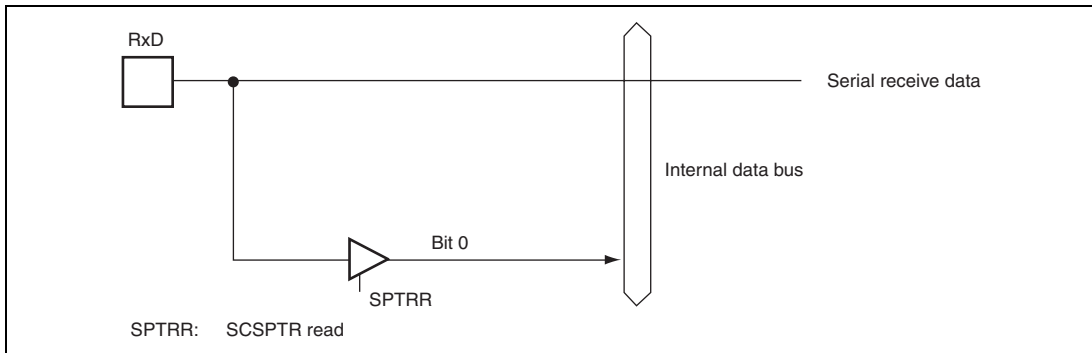 RxD
Serial receive data
Internal data bus
Bit 0
SPTRR
SPTRR: SCSPTR read